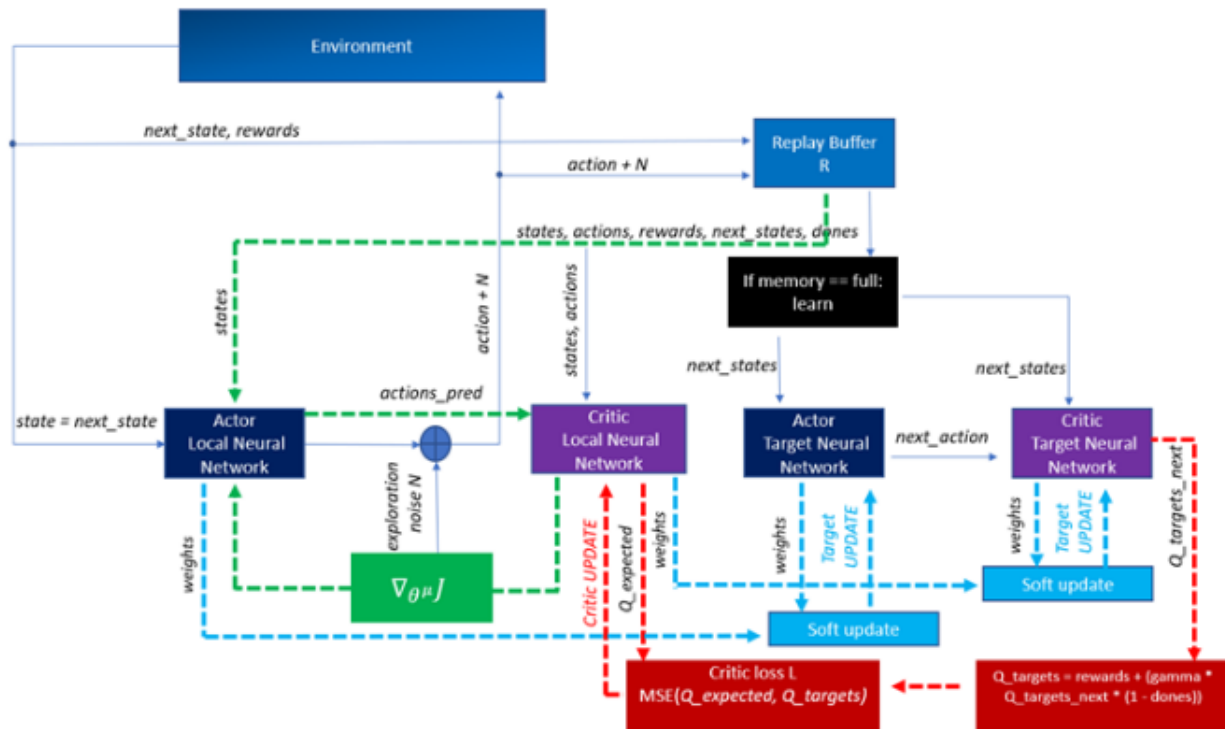 Environment
next_state, rewards
Replay Buffer
R
action + N
states, actions, rewards, next_states, dones
If memory == full:
learn
states
action + N
states, actions
next_states
next_states
actions_pred
state = next_state
Actor
Local Neural
Network
Critic
Local Neural
Network
Actor
Target Neural
Network
next_action
Critic
Target Neural
Network
exploration
noise N
weights
Critic UPDATE
Q_expected
weights
weights
Target
UPDATE
weights
Target
UPDATE
Q_targets_next
∇θμJ
Soft update
Soft update
Critic loss L
MSE(Q_expected, Q_targets)
Q_targets = rewards + (gamma *
Q_targets_next * (1 - dones))